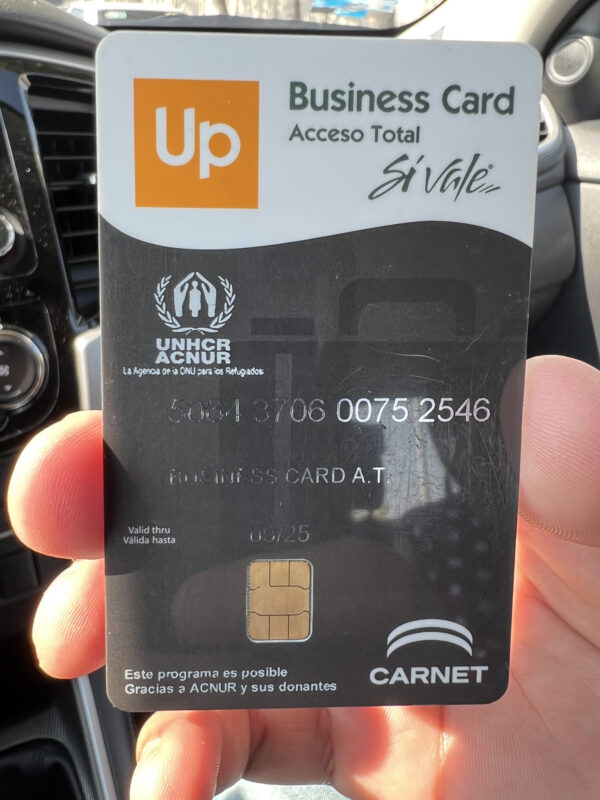 Up
Business Card
Acceso Total
Sí Vale
UNHCR
ACNUR
La Agencia de la ONU para los Refugiados
3706 0075 2546
BUSINESS CARD A.T.
Valid thru
Válida hasta
Este programa es posible
Gracias a ACNUR y sus donantes
CARNET